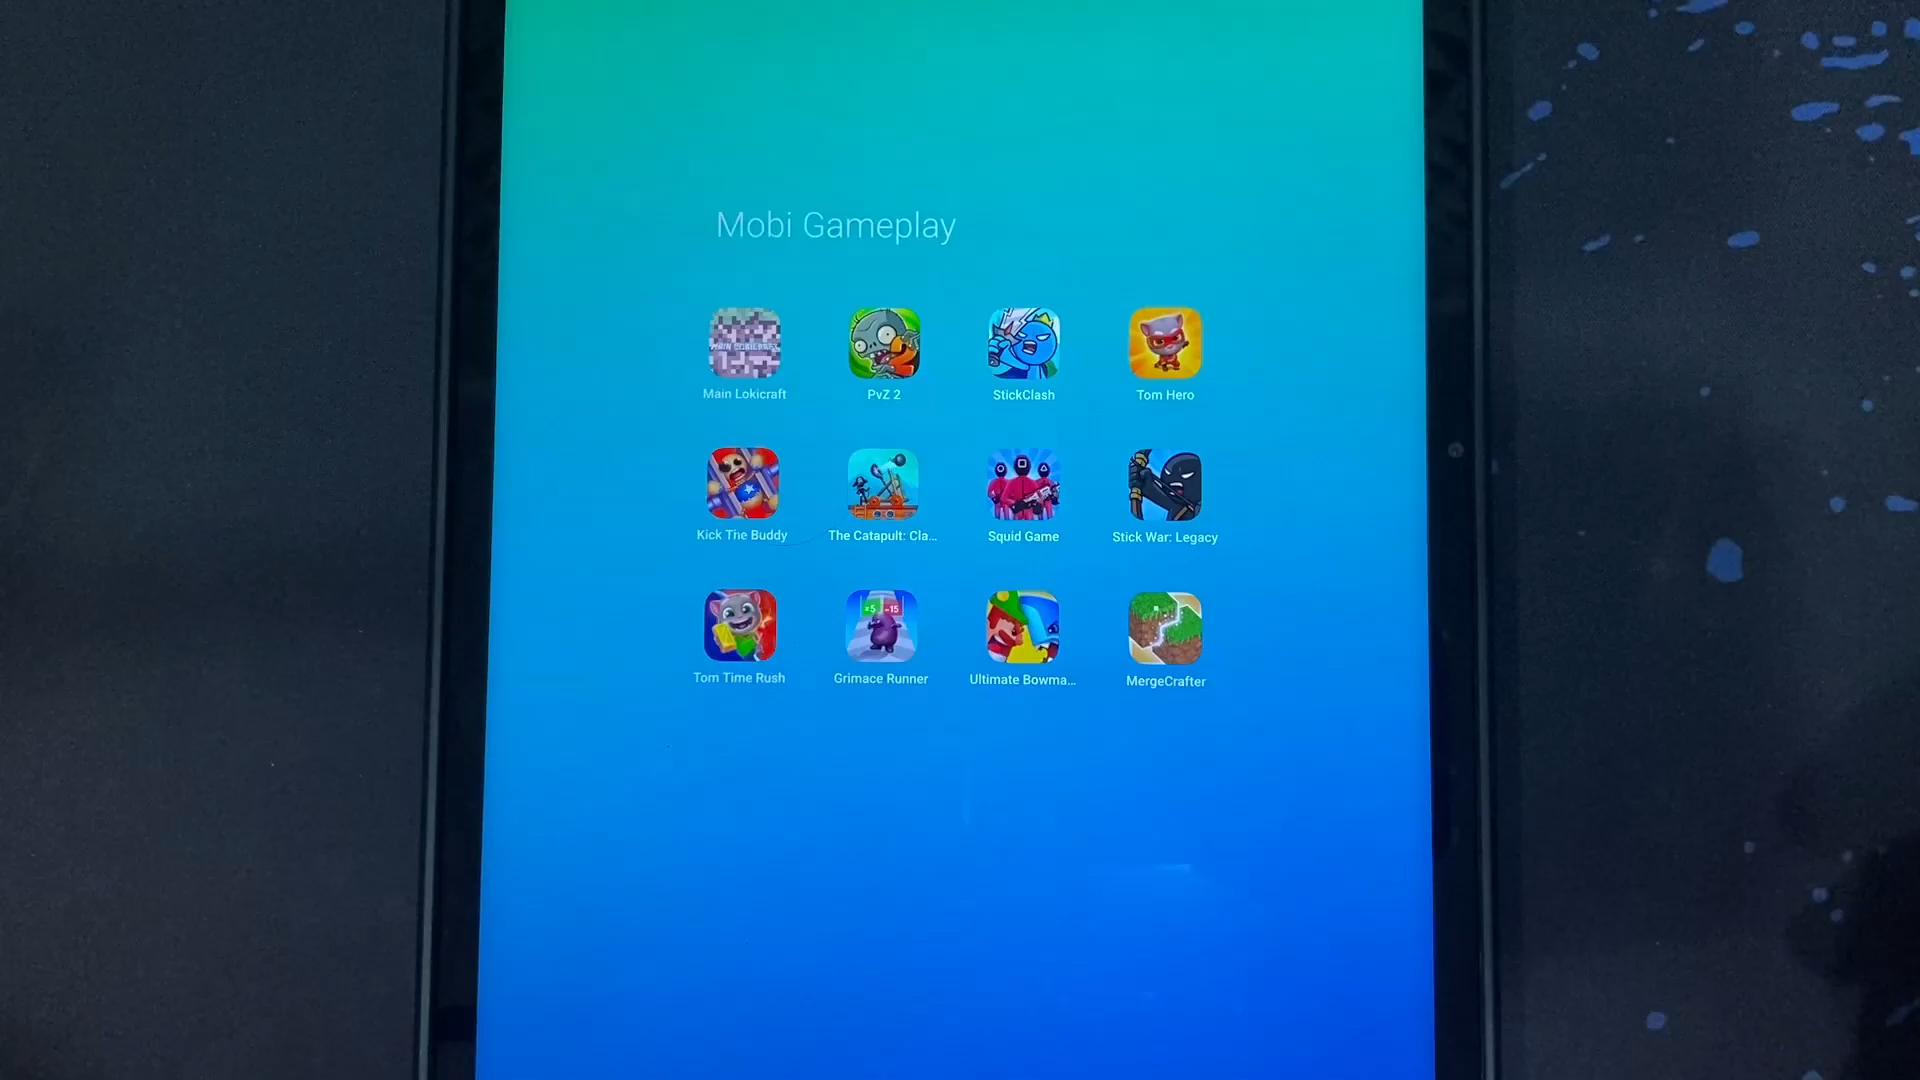 Mobi Gameplay
Main Lokicraft
PvZ 2
StickClash
Tom Hero
Kick The Buddy
The Catapult: Cla...
Squid Game
Stick War: Legacy
Tom Time Rush
Grimace Runner
Ultimate Bowma...
MergeCrafter